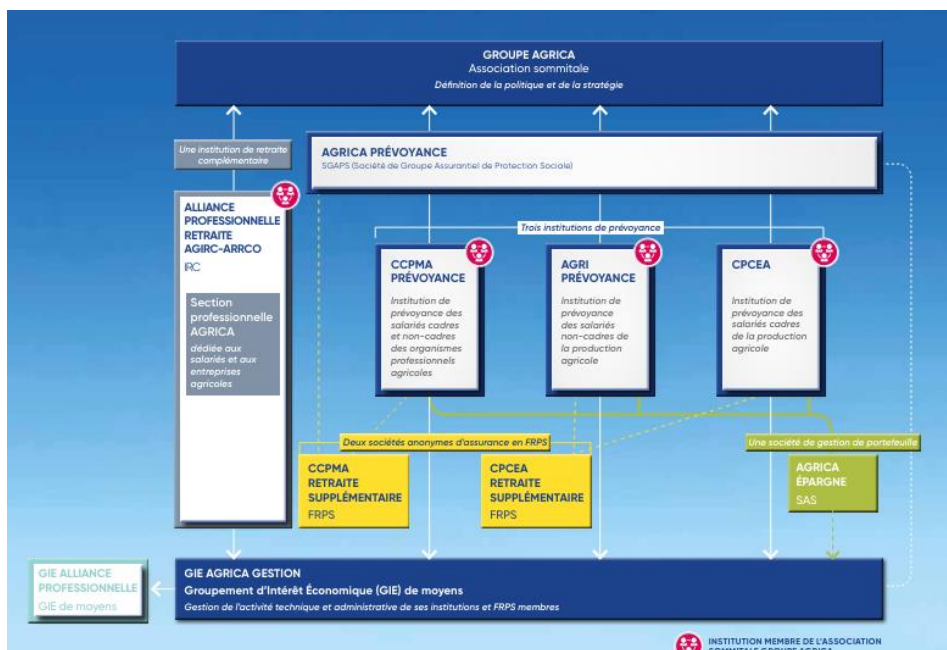 GROUPE AGRICA
Association sommitale
Définition de la politique et de la stratégie
Une institution de retraite
complémentaire
AGRICA PRÉVOYANCE
SGAPS (Société de Groupe Assurantiel de Protection Sociale)
ALLIANCE
PROFESSIONNELLE
RETRAITE
AGIRC-ARRCO
IRC
Section
professionnelle
AGRICA
dédiée aux
salariés et aux
entreprises
agricoles
Trois institutions de prévoyance
CCPMA
PRÉVOYANCE
Institution de
prévoyance des
salariés cadres
et non-cadres
des organismes
professionnels
agricoles
AGRI
PRÉVOYANCE
Institution de
prévoyance
des salariés
non-cadres de
la production
agricole
CPCEA
Institution de
prévoyance des
salariés cadres
de la production
agricole
Deux sociétés anonymes d'assurance en FRPS
CCPMA
RETRAITE
SUPPLÉMENTAIRE
FRPS
CPCEA
RETRAITE
SUPPLÉMENTAIRE
FRPS
Une société de gestion de portefeuille
AGRICA
ÉPARGNE
SAS
GIE ALLIANCE
PROFESSIONNELLE
GIE de moyens
GIE AGRICA GESTION
Groupement d'Intérêt Économique (GIE) de moyens
Gestion de l'activité technique et administrative de ses institutions et FRPS membres
INSTITUTION MEMBRE DE L'ASSOCIATION
SOMMITALE GROUPE AGRICA